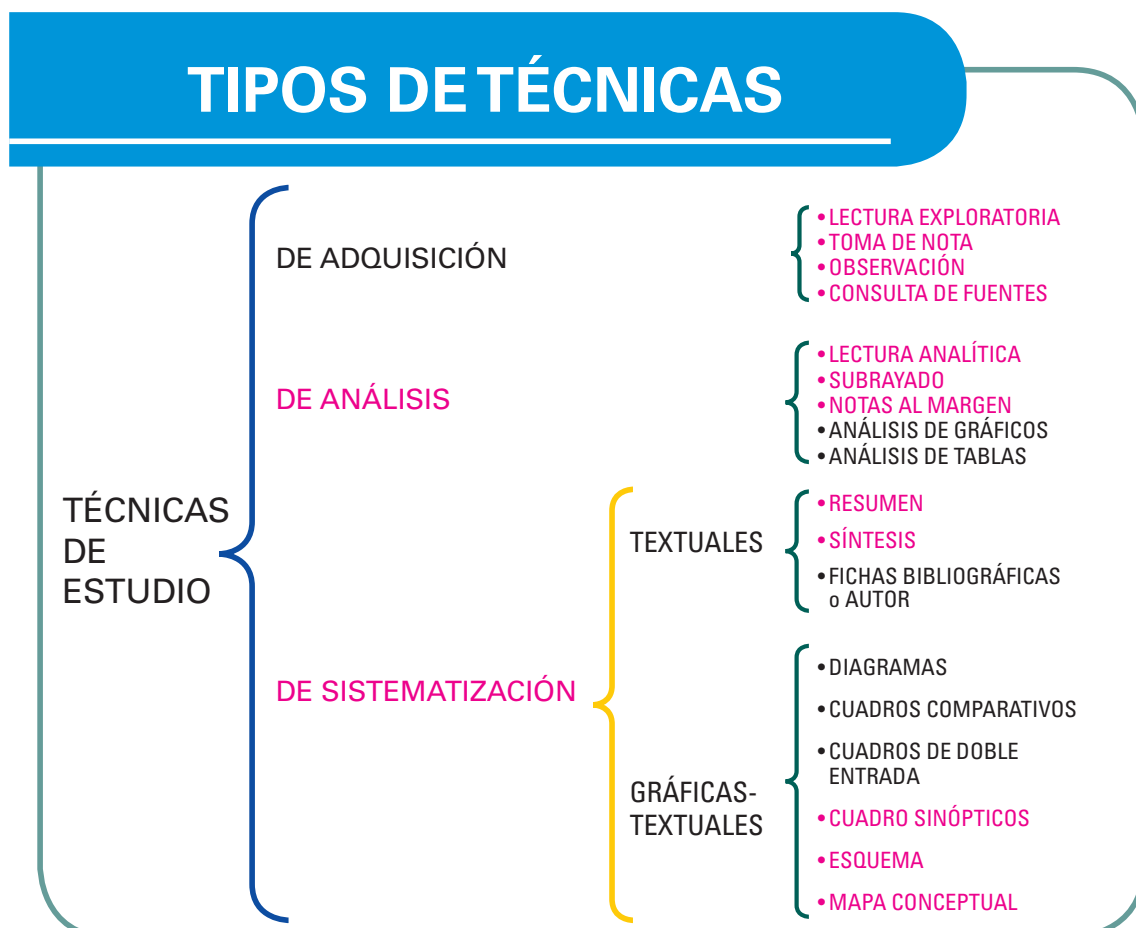 TIPOS DE TÉCNICAS
TÉCNICAS
DE
ESTUDIO
DE ADQUISICIÓN
•LECTURA EXPLORATORIA
•TOMA DE NOTA
•OBSERVACIÓN
•CONSULTA DE FUENTES
DE ANÁLISIS
•LECTURA ANALÍTICA
•SUBRAYADO
•NOTAS AL MARGEN
•ANÁLISIS DE GRÁFICOS
•ANÁLISIS DE TABLAS
DE SISTEMATIZACIÓN
TEXTUALES
•RESUMEN
•SÍNTESIS
•FICHAS BIBLIOGRÁFICAS
o AUTOR
GRÁFICAS-
TEXTUALES
•DIAGRAMAS
•CUADROS COMPARATIVOS
•CUADROS DE DOBLE
ENTRADA
•CUADRO SINÓPTICOS
•ESQUEMA
•MAPA CONCEPTUAL